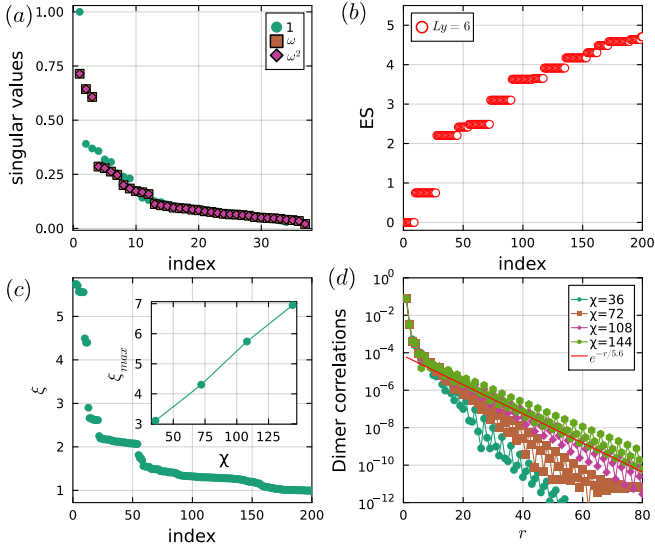 (a)
singular values
1.00
0.75
0.50
0.25
0.00
1
ω
ω²
0
10
20
30
index
(b)
ES
5
4
3
2
1
0
Ly = 6
0
50
100
150
200
index
(c)
ξ
5
4
3
2
1
0
50
100
150
200
index
ξmax
7
6
5
4
3
50
75
100
125
χ
(d)
Dimer correlations
10⁰
10⁻²
10⁻⁴
10⁻⁶
10⁻⁸
10⁻¹⁰
10⁻¹²
χ=36
χ=72
χ=108
χ=144
e^{-r/5.6}
0
20
40
60
80
r